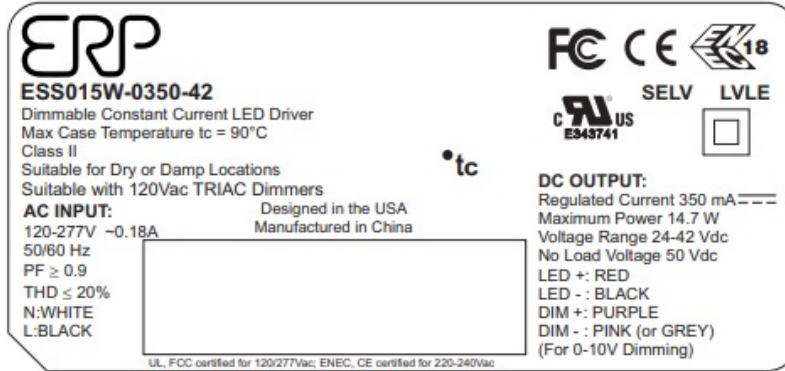 ERP
ESS015W-0350-42
Dimmable Constant Current LED Driver
Max Case Temperature tc = 90°C
Class II
Suitable for Dry or Damp Locations
Suitable with 120Vac TRIAC Dimmers
AC INPUT:
120-277V ~0.18A
50/60 Hz
PF ≥ 0.9
THD ≤ 20%
N:WHITE
L:BLACK
Designed in the USA
Manufactured in China
UL, FCC certified for 120/277Vac; ENEC, CE certified for 220-240Vac
•tc
FC CE ENEC 18
SELV LVLE
C RU US
E343741
DC OUTPUT:
Regulated Current 350 mA
Maximum Power 14.7 W
Voltage Range 24-42 Vdc
No Load Voltage 50 Vdc
LED +: RED
LED - : BLACK
DIM +: PURPLE
DIM - : PINK (or GREY)
(For 0-10V Dimming)